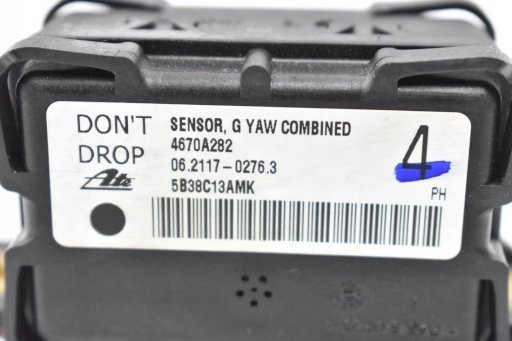 DON'T
DROP
Ate
SENSOR, G YAW COMBINED
4670A282
06.2117-0276.3
5B38C13AMK
4
PH